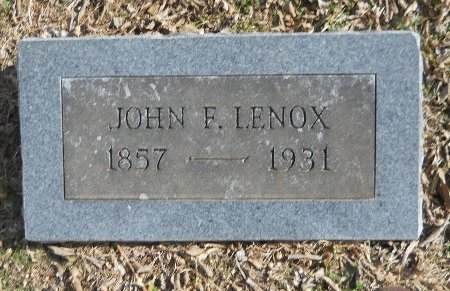 JOHN F. LENOX
1857 — 1931